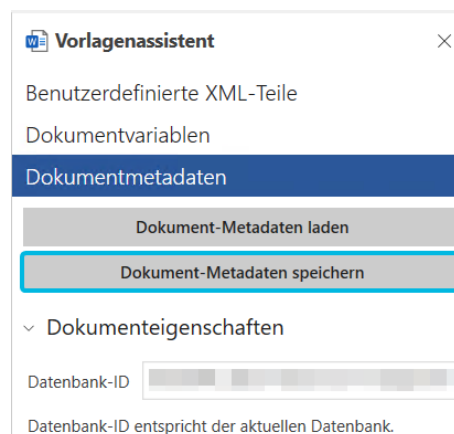 Vorlagenassistent
Benutzerdefinierte XML-Teile
Dokumentvariablen
Dokumentmetadaten
Dokument-Metadaten laden
Dokument-Metadaten speichern
Dokumenteigenschaften
Datenbank-ID
Datenbank-ID entspricht der aktuellen Datenbank.